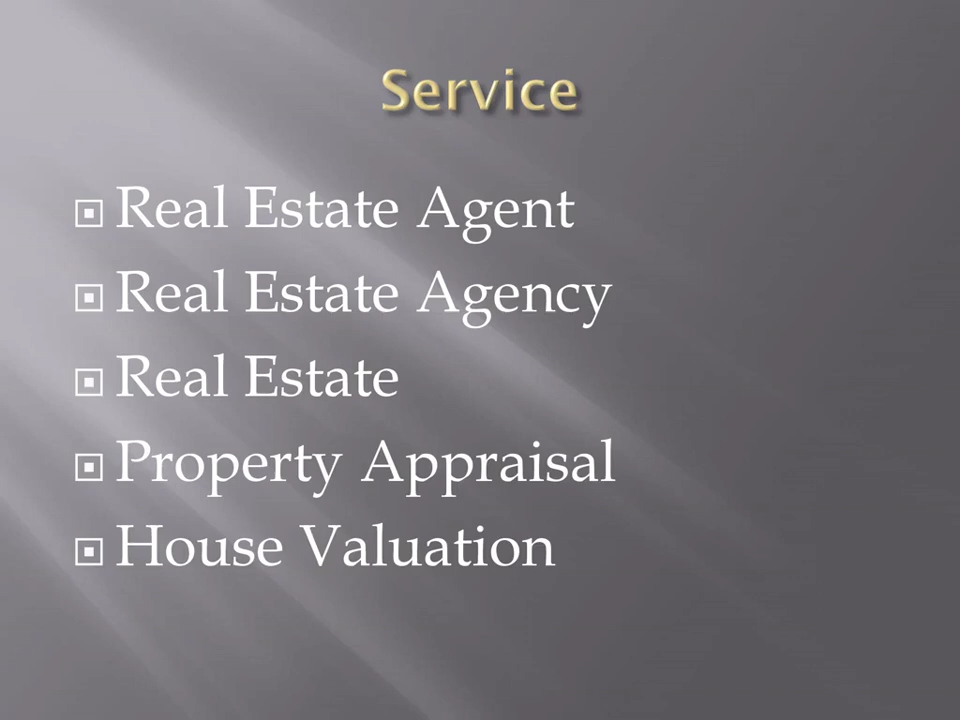 Service
Real Estate Agent
Real Estate Agency
Real Estate
Property Appraisal
House Valuation